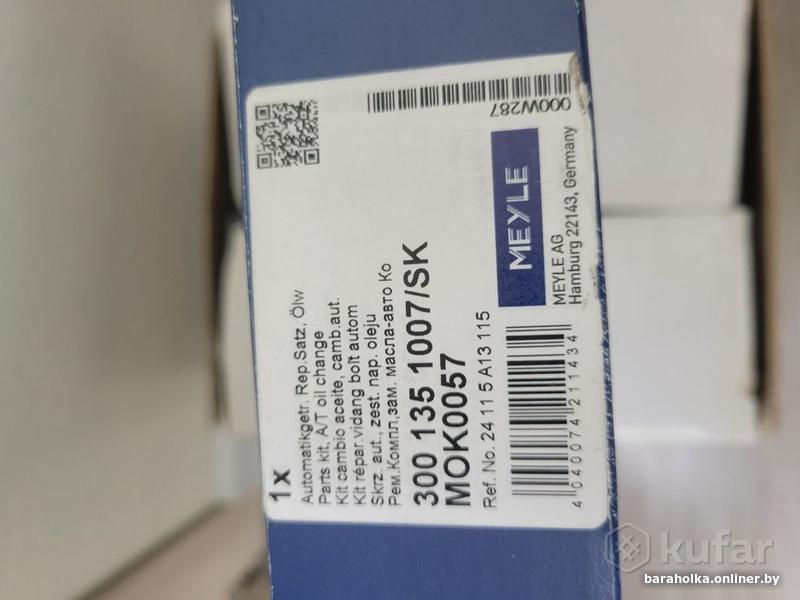 1x
Automatikgetr. Rep.Satz, Ölw
Parts kit, A/T oil change
Kit cambio aceite, camb.aut.
Kit répar.vidang boît autom
Skrz. aut., zest. nap. oleju
Рем.Компл,зам. масла-авто Ко
300 135 1007/SK
MOK0057
Ref. No. 24 11 5 A13 115
4 040074 211434
000W287
MEYLE
MEYLE AG
Hamburg 22143, Germany
kufar
baraholka.onliner.by